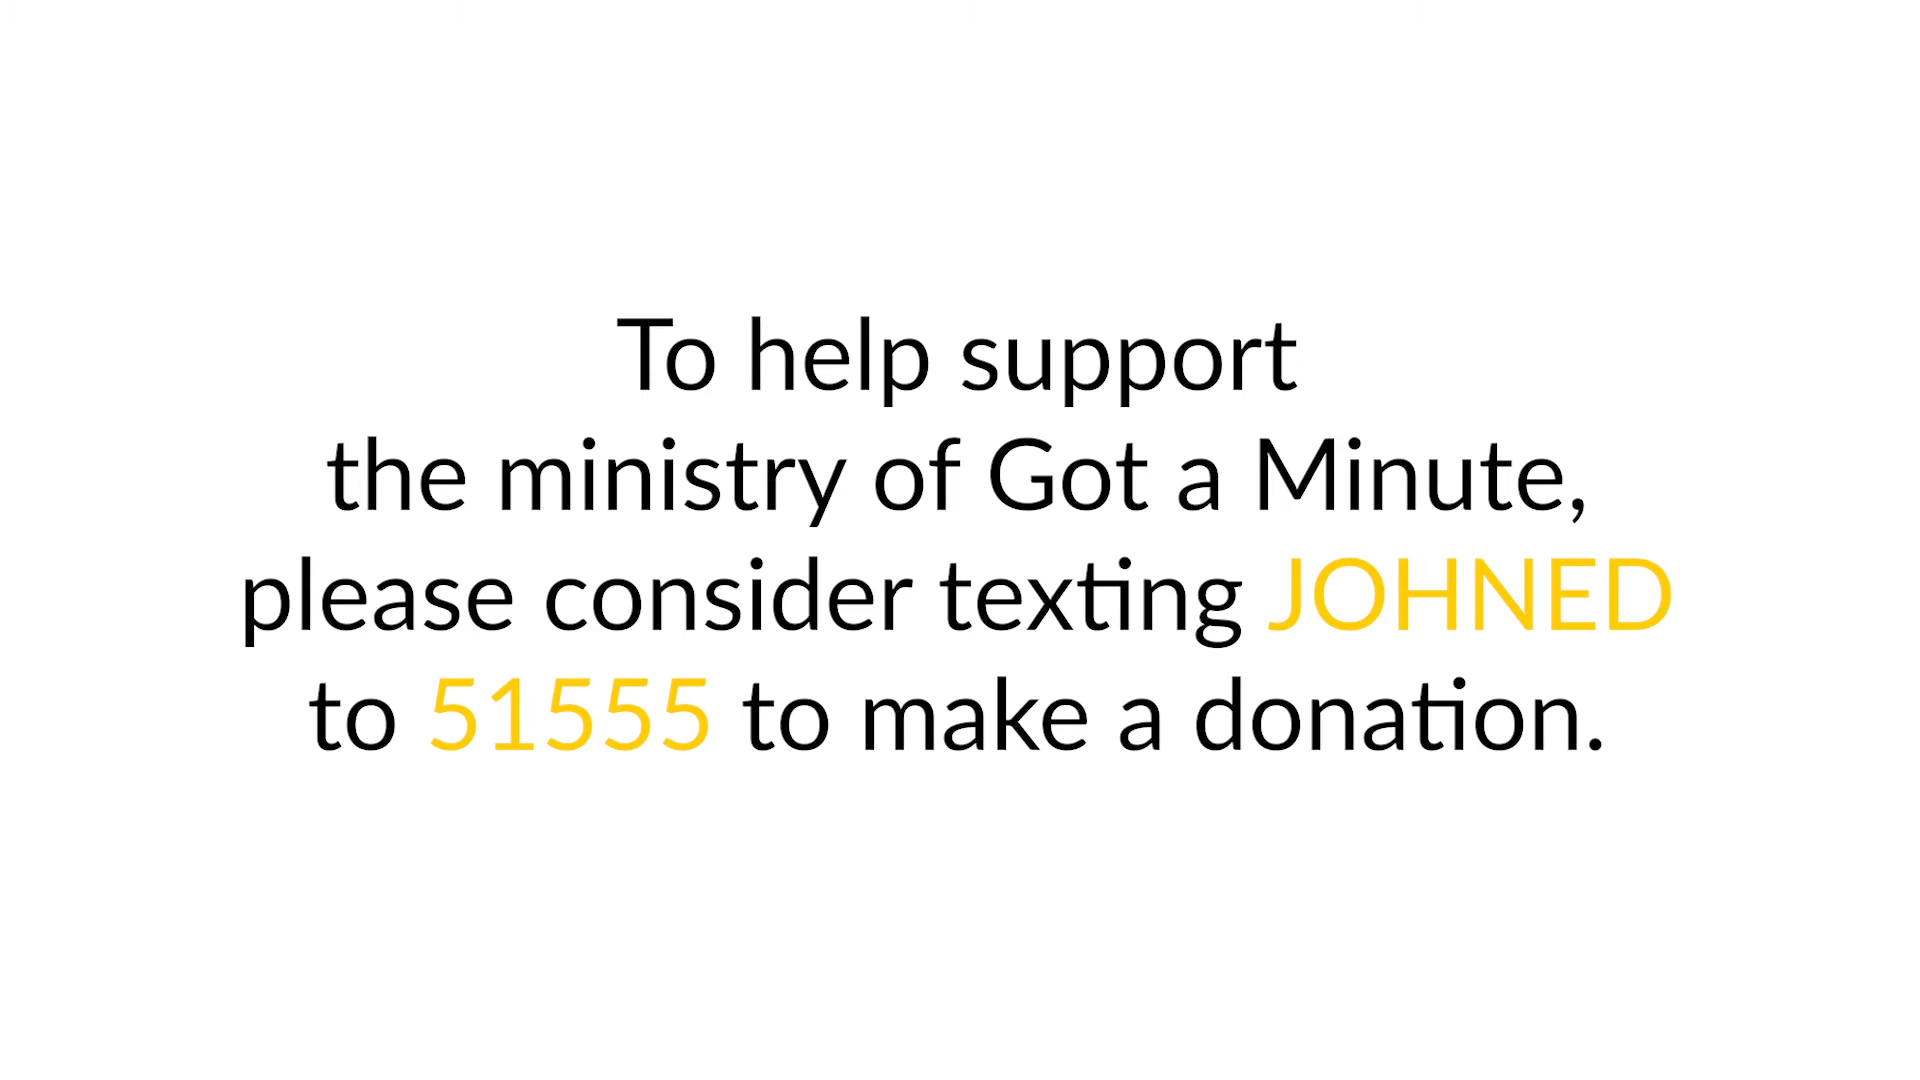 To help support
the ministry of Got a Minute,
please consider texting JOHNED
to 51555 to make a donation.